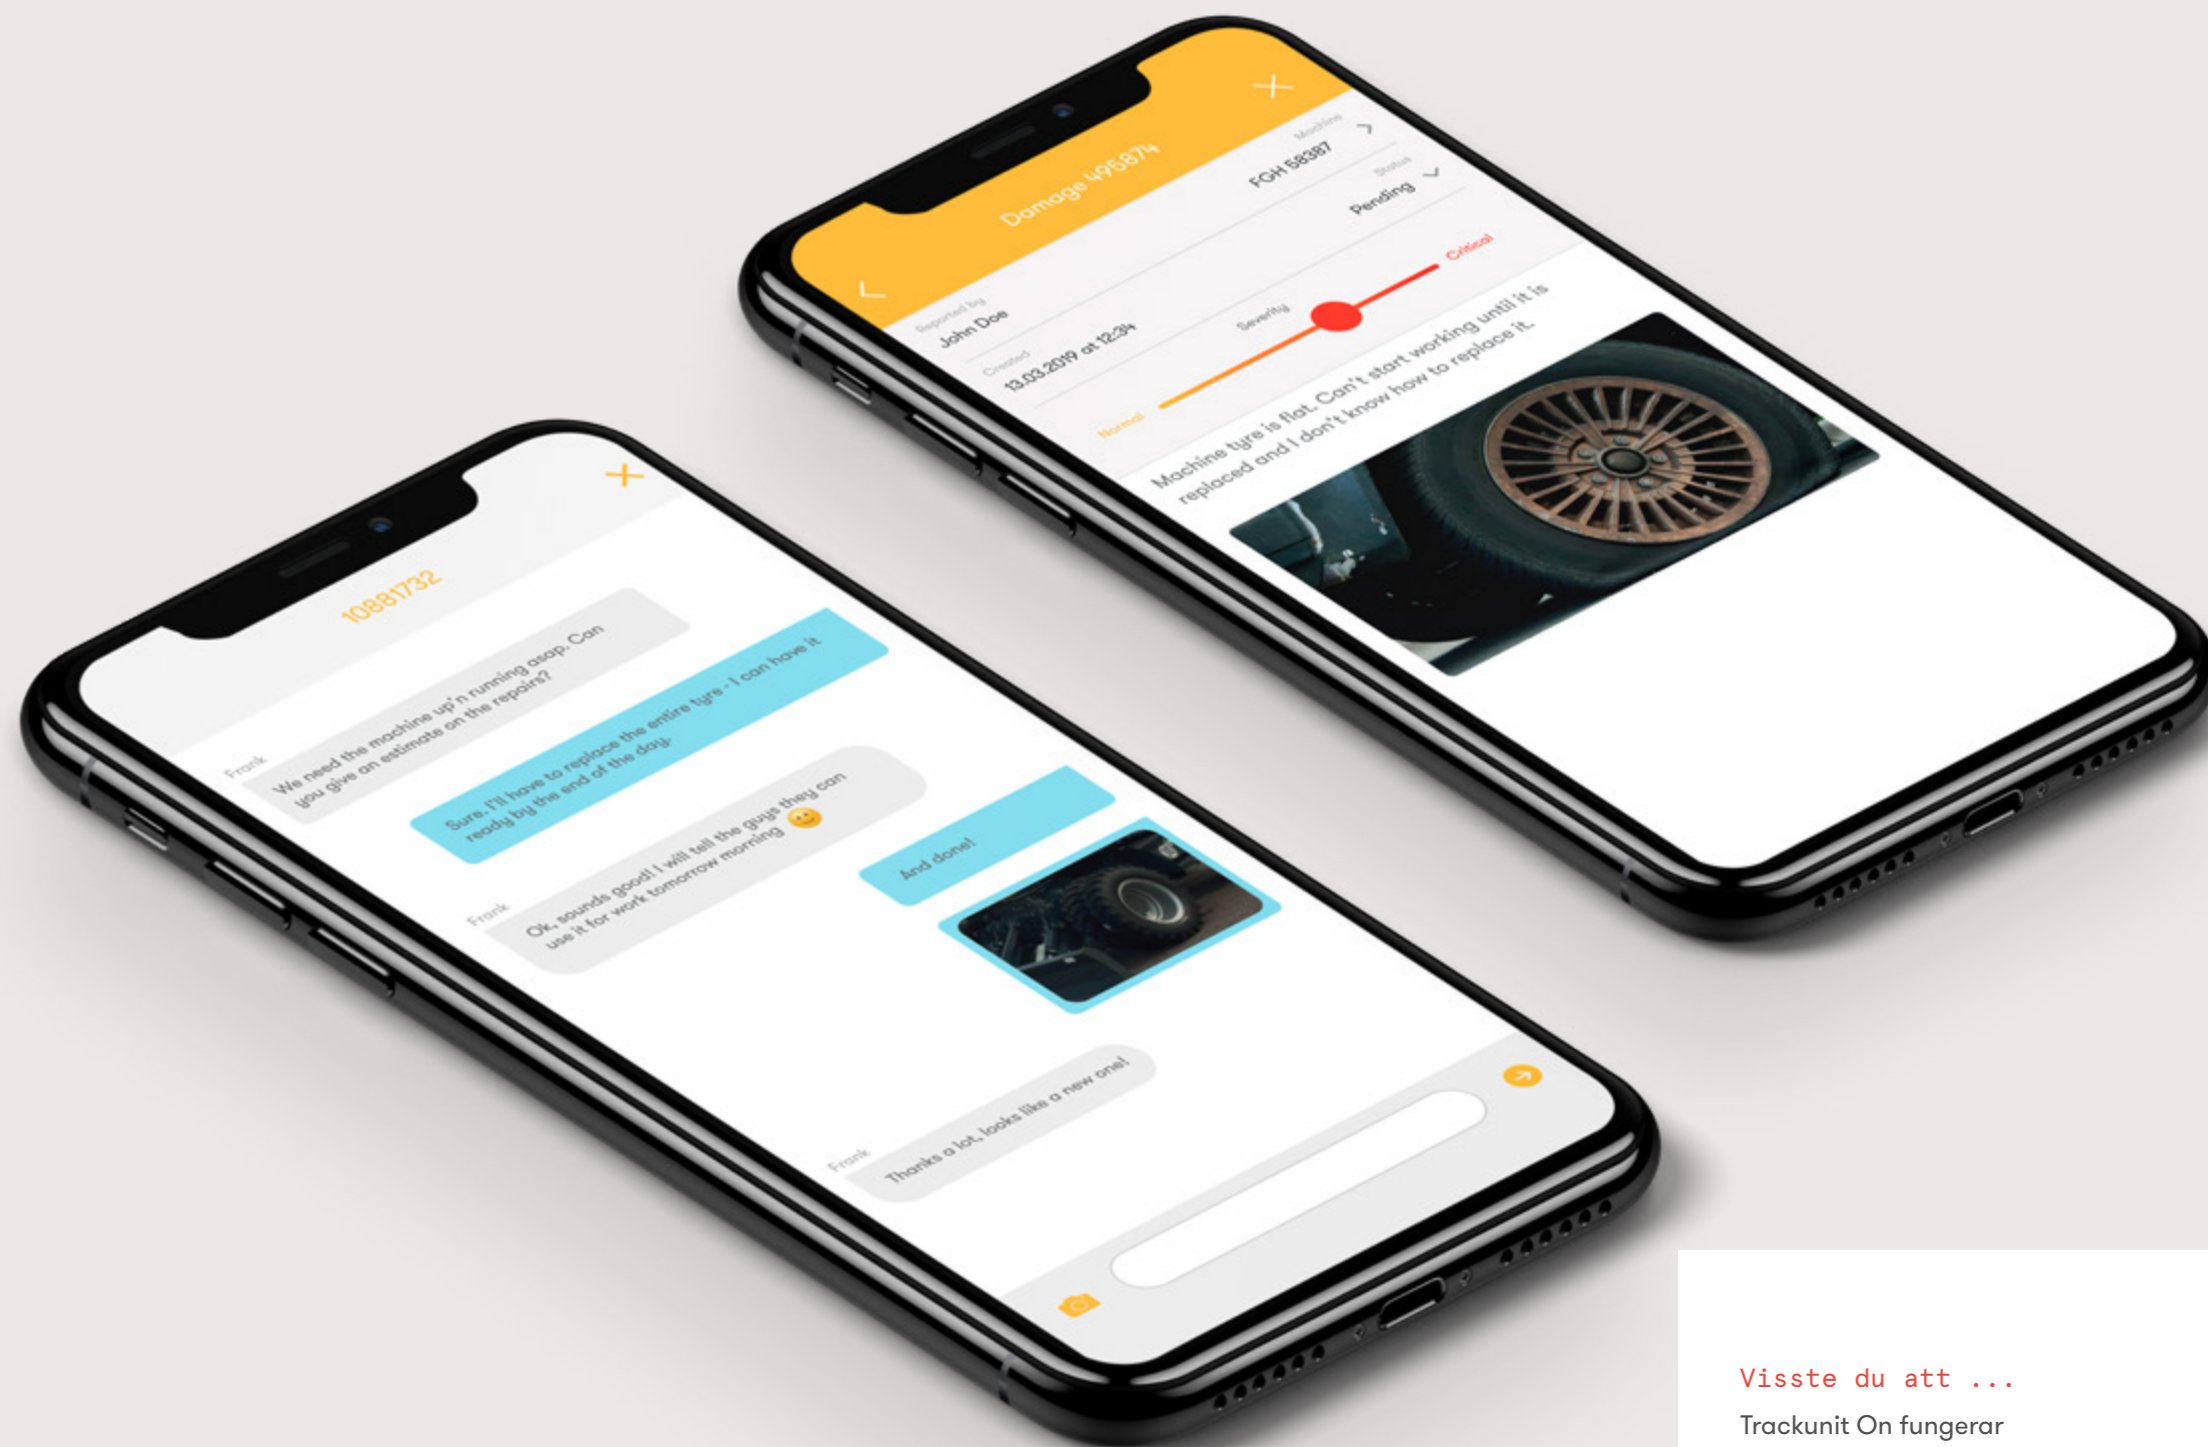 Damage 495874
Reported by
John Doe
Machine
FGH 58387
Created
13.03.2019 at 12:34
Status
Pending
Severity
Normal
Critical
Machine tyre is flat. Can't start working until it is
replaced and I don't know how to replace it.
10881732
Frank
We need the machine up'n running asap. Can
you give an estimate on the repairs?
Sure. I'll have to replace the entire tyre - I can have it
ready by the end of the day.
Frank
Ok, sounds good! I will tell the guys they can
use it for work tomorrow morning 🙂
And done!
Frank
Thanks a lot, looks like a new one!
Visste du att ...
Trackunit On fungerar